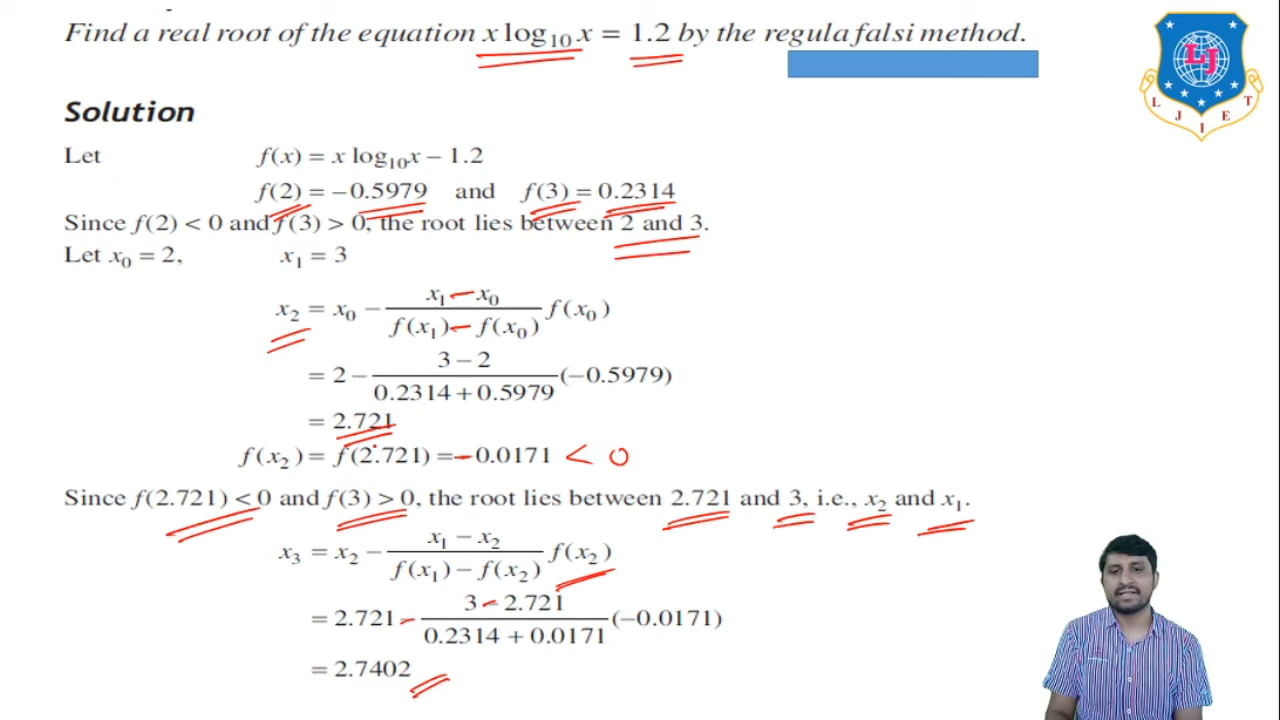 Find a real root of the equation x log₁₀ x = 1.2 by the regula falsi method.
LJ
L J I E T
Solution
Let f(x) = x log₁₀x − 1.2
f(2) = −0.5979 and f(3) = 0.2314
Since f(2) < 0 and f(3) > 0, the root lies between 2 and 3.
Let x₀ = 2, x₁ = 3
x₂ = x₀ − (x₁ − x₀)/(f(x₁) − f(x₀)) f(x₀)
= 2 − (3 − 2)/(0.2314 + 0.5979) (−0.5979)
= 2.721
f(x₂) = f(2.721) = −0.0171 < 0
Since f(2.721) < 0 and f(3) > 0, the root lies between 2.721 and 3, i.e., x₂ and x₁.
x₃ = x₂ − (x₁ − x₂)/(f(x₁) − f(x₂)) f(x₂)
= 2.721 − (3 − 2.721)/(0.2314 + 0.0171) (−0.0171)
= 2.7402